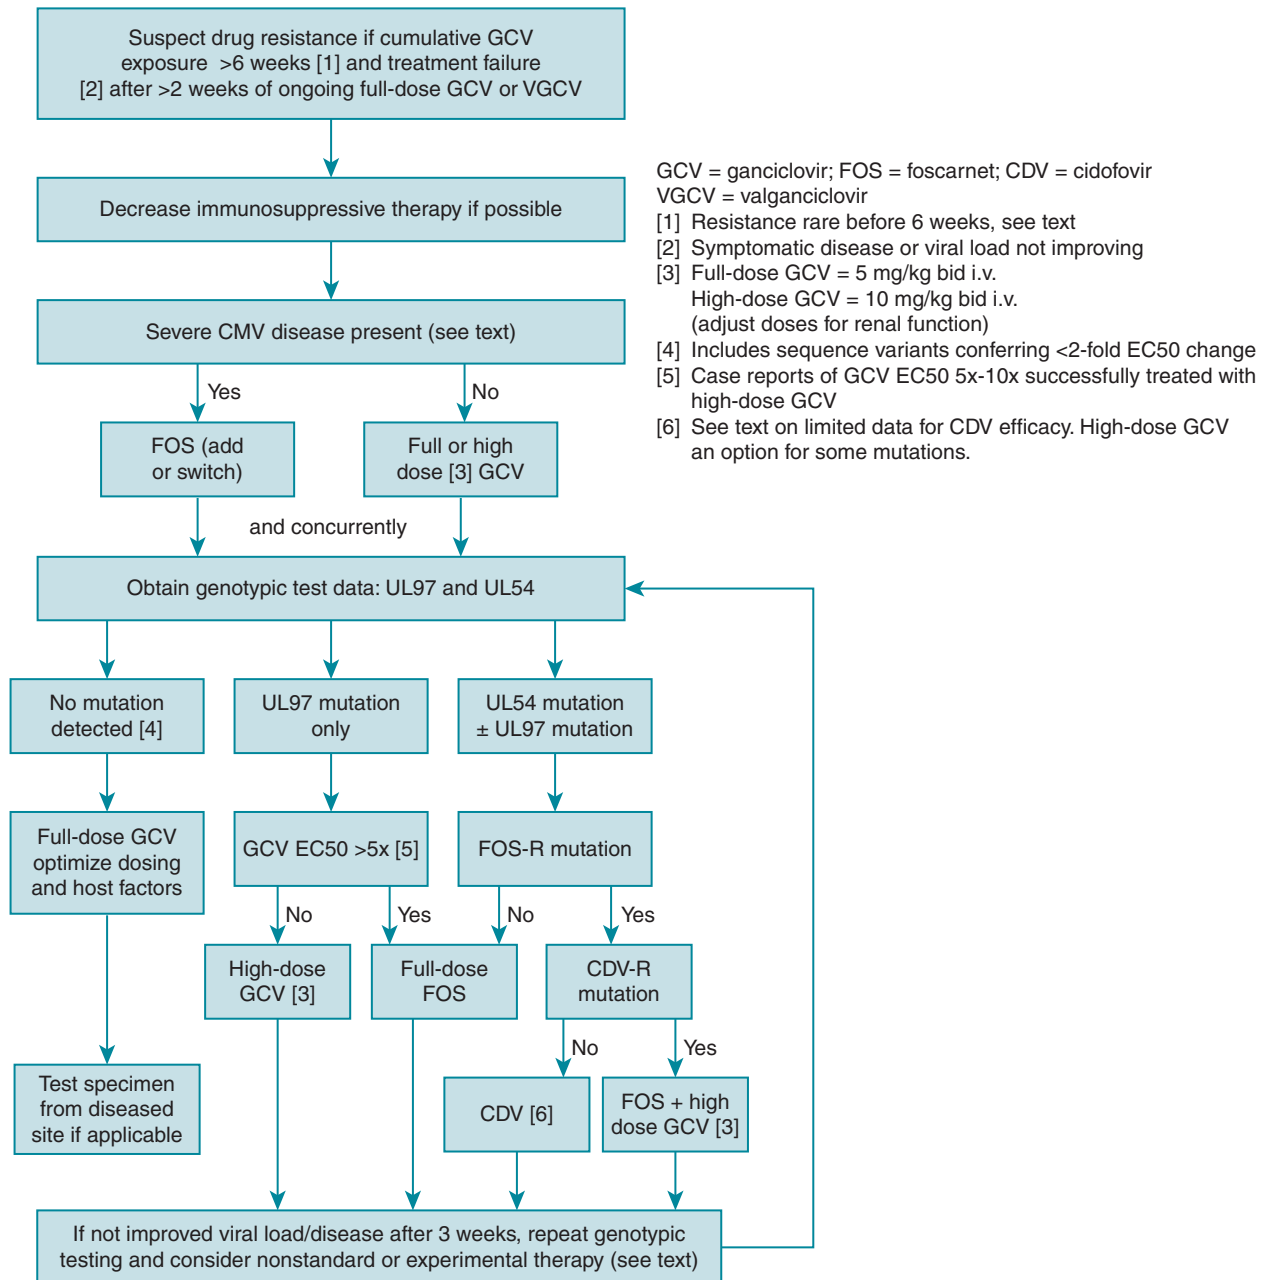 Suspect drug resistance if cumulative GCV
exposure >6 weeks [1] and treatment failure
[2] after >2 weeks of ongoing full-dose GCV or VGCV
Decrease immunosuppressive therapy if possible
Severe CMV disease present (see text)
Yes
No
FOS (add
or switch)
Full or high
dose [3] GCV
and concurrently
GCV = ganciclovir; FOS = foscarnet; CDV = cidofovir
VGCV = valganciclovir
[1] Resistance rare before 6 weeks, see text
[2] Symptomatic disease or viral load not improving
[3] Full-dose GCV = 5 mg/kg bid i.v.
High-dose GCV = 10 mg/kg bid i.v.
(adjust doses for renal function)
[4] Includes sequence variants conferring <2-fold EC50 change
[5] Case reports of GCV EC50 5x-10x successfully treated with
high-dose GCV
[6] See text on limited data for CDV efficacy. High-dose GCV
an option for some mutations.
Obtain genotypic test data: UL97 and UL54
No mutation
detected [4]
UL97 mutation
only
UL54 mutation
± UL97 mutation
Full-dose GCV
optimize dosing
and host factors
GCV EC50 >5x [5]
FOS-R mutation
No
Yes
No
Yes
High-dose
GCV [3]
Full-dose
FOS
CDV-R
mutation
No
Yes
Test specimen
from diseased
site if applicable
CDV [6]
FOS + high
dose GCV [3]
If not improved viral load/disease after 3 weeks, repeat genotypic
testing and consider nonstandard or experimental therapy (see text)